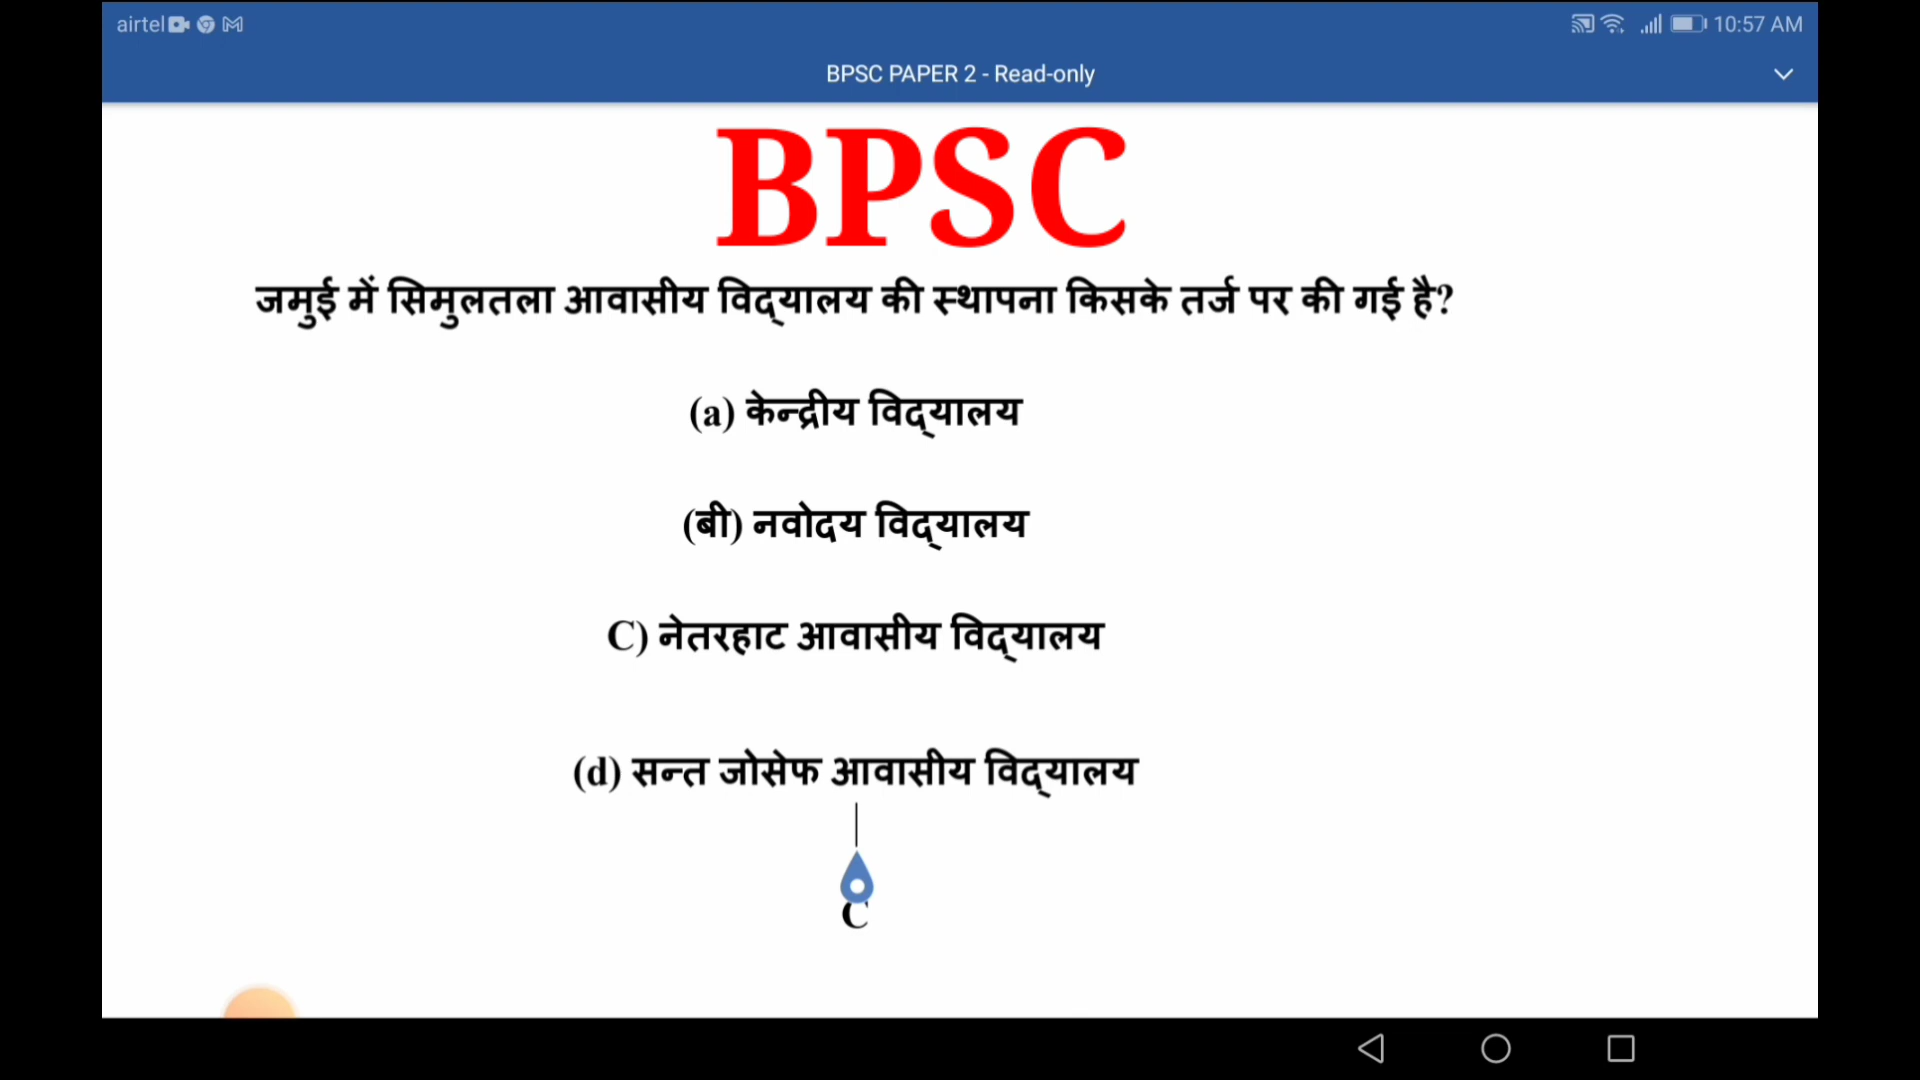 airtel
10:57 AM
BPSC PAPER 2 - Read-only
BPSC
जमुई में सिमुलतला आवासीय विद्‌यालय की स्थापना किसके तर्ज पर की गई है?
(a) केन्द्रीय विद्‌यालय
(बी) नवोदय विद्‌यालय
C) नेतरहाट आवासीय विद्‌यालय
(d) सन्त जोसेफ आवासीय विद्‌यालय
C